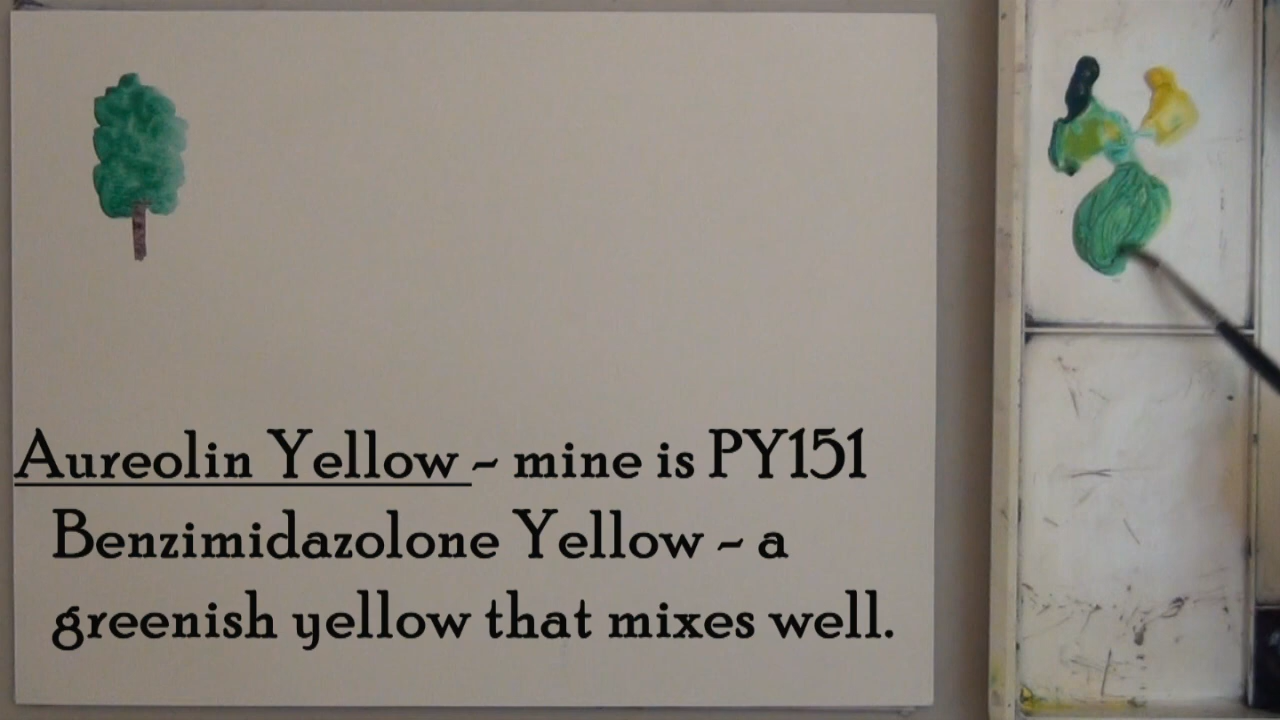 Aureolin Yellow - mine is PY151
Benzimidazolone Yellow - a
greenish yellow that mixes well.